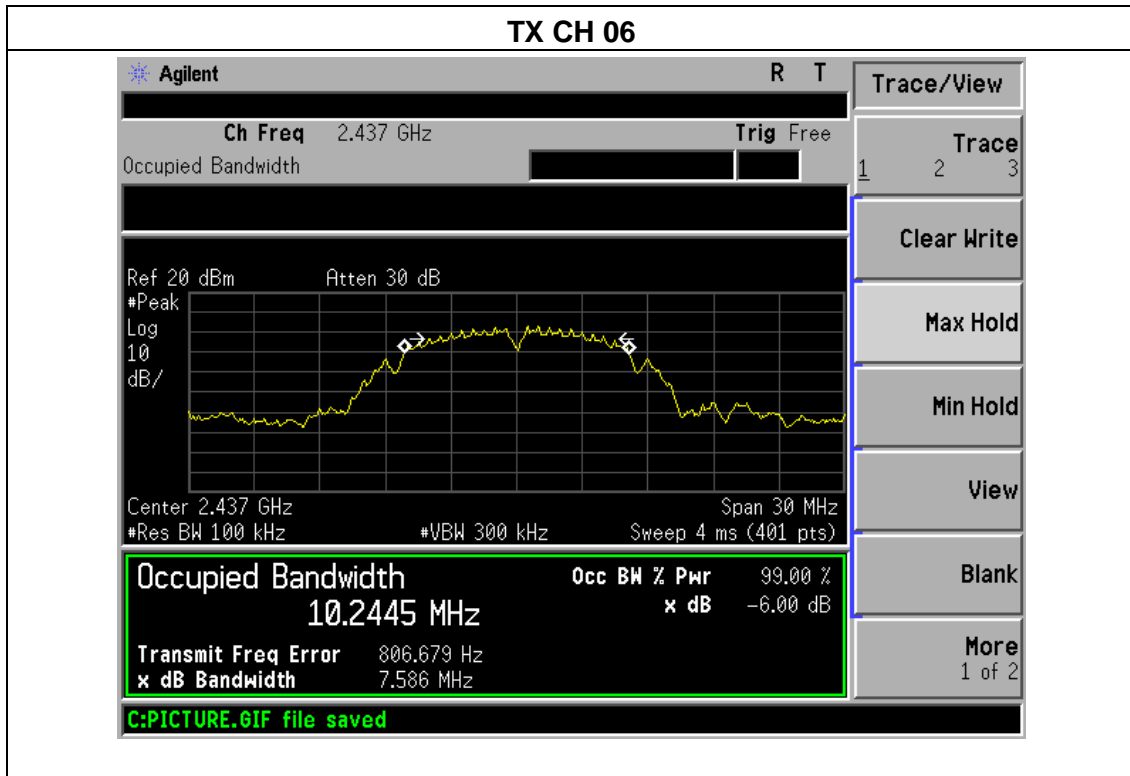 TX CH 06
Agilent R T
Ch Freq 2.437 GHz Trig Free
Occupied Bandwidth
Ref 20 dBm Atten 30 dB
#Peak
Log
10
dB/
Center 2.437 GHz Span 30 MHz
#Res BW 100 kHz #VBW 300 kHz Sweep 4 ms (401 pts)
Occupied Bandwidth Occ BW % Pwr 99.00 %
10.2445 MHz x dB -6.00 dB
Transmit Freq Error 806.679 Hz
x dB Bandwidth 7.586 MHz
C:PICTURE.GIF file saved
Trace/View
Trace
1 2 3
Clear Write
Max Hold
Min Hold
View
Blank
More
1 of 2